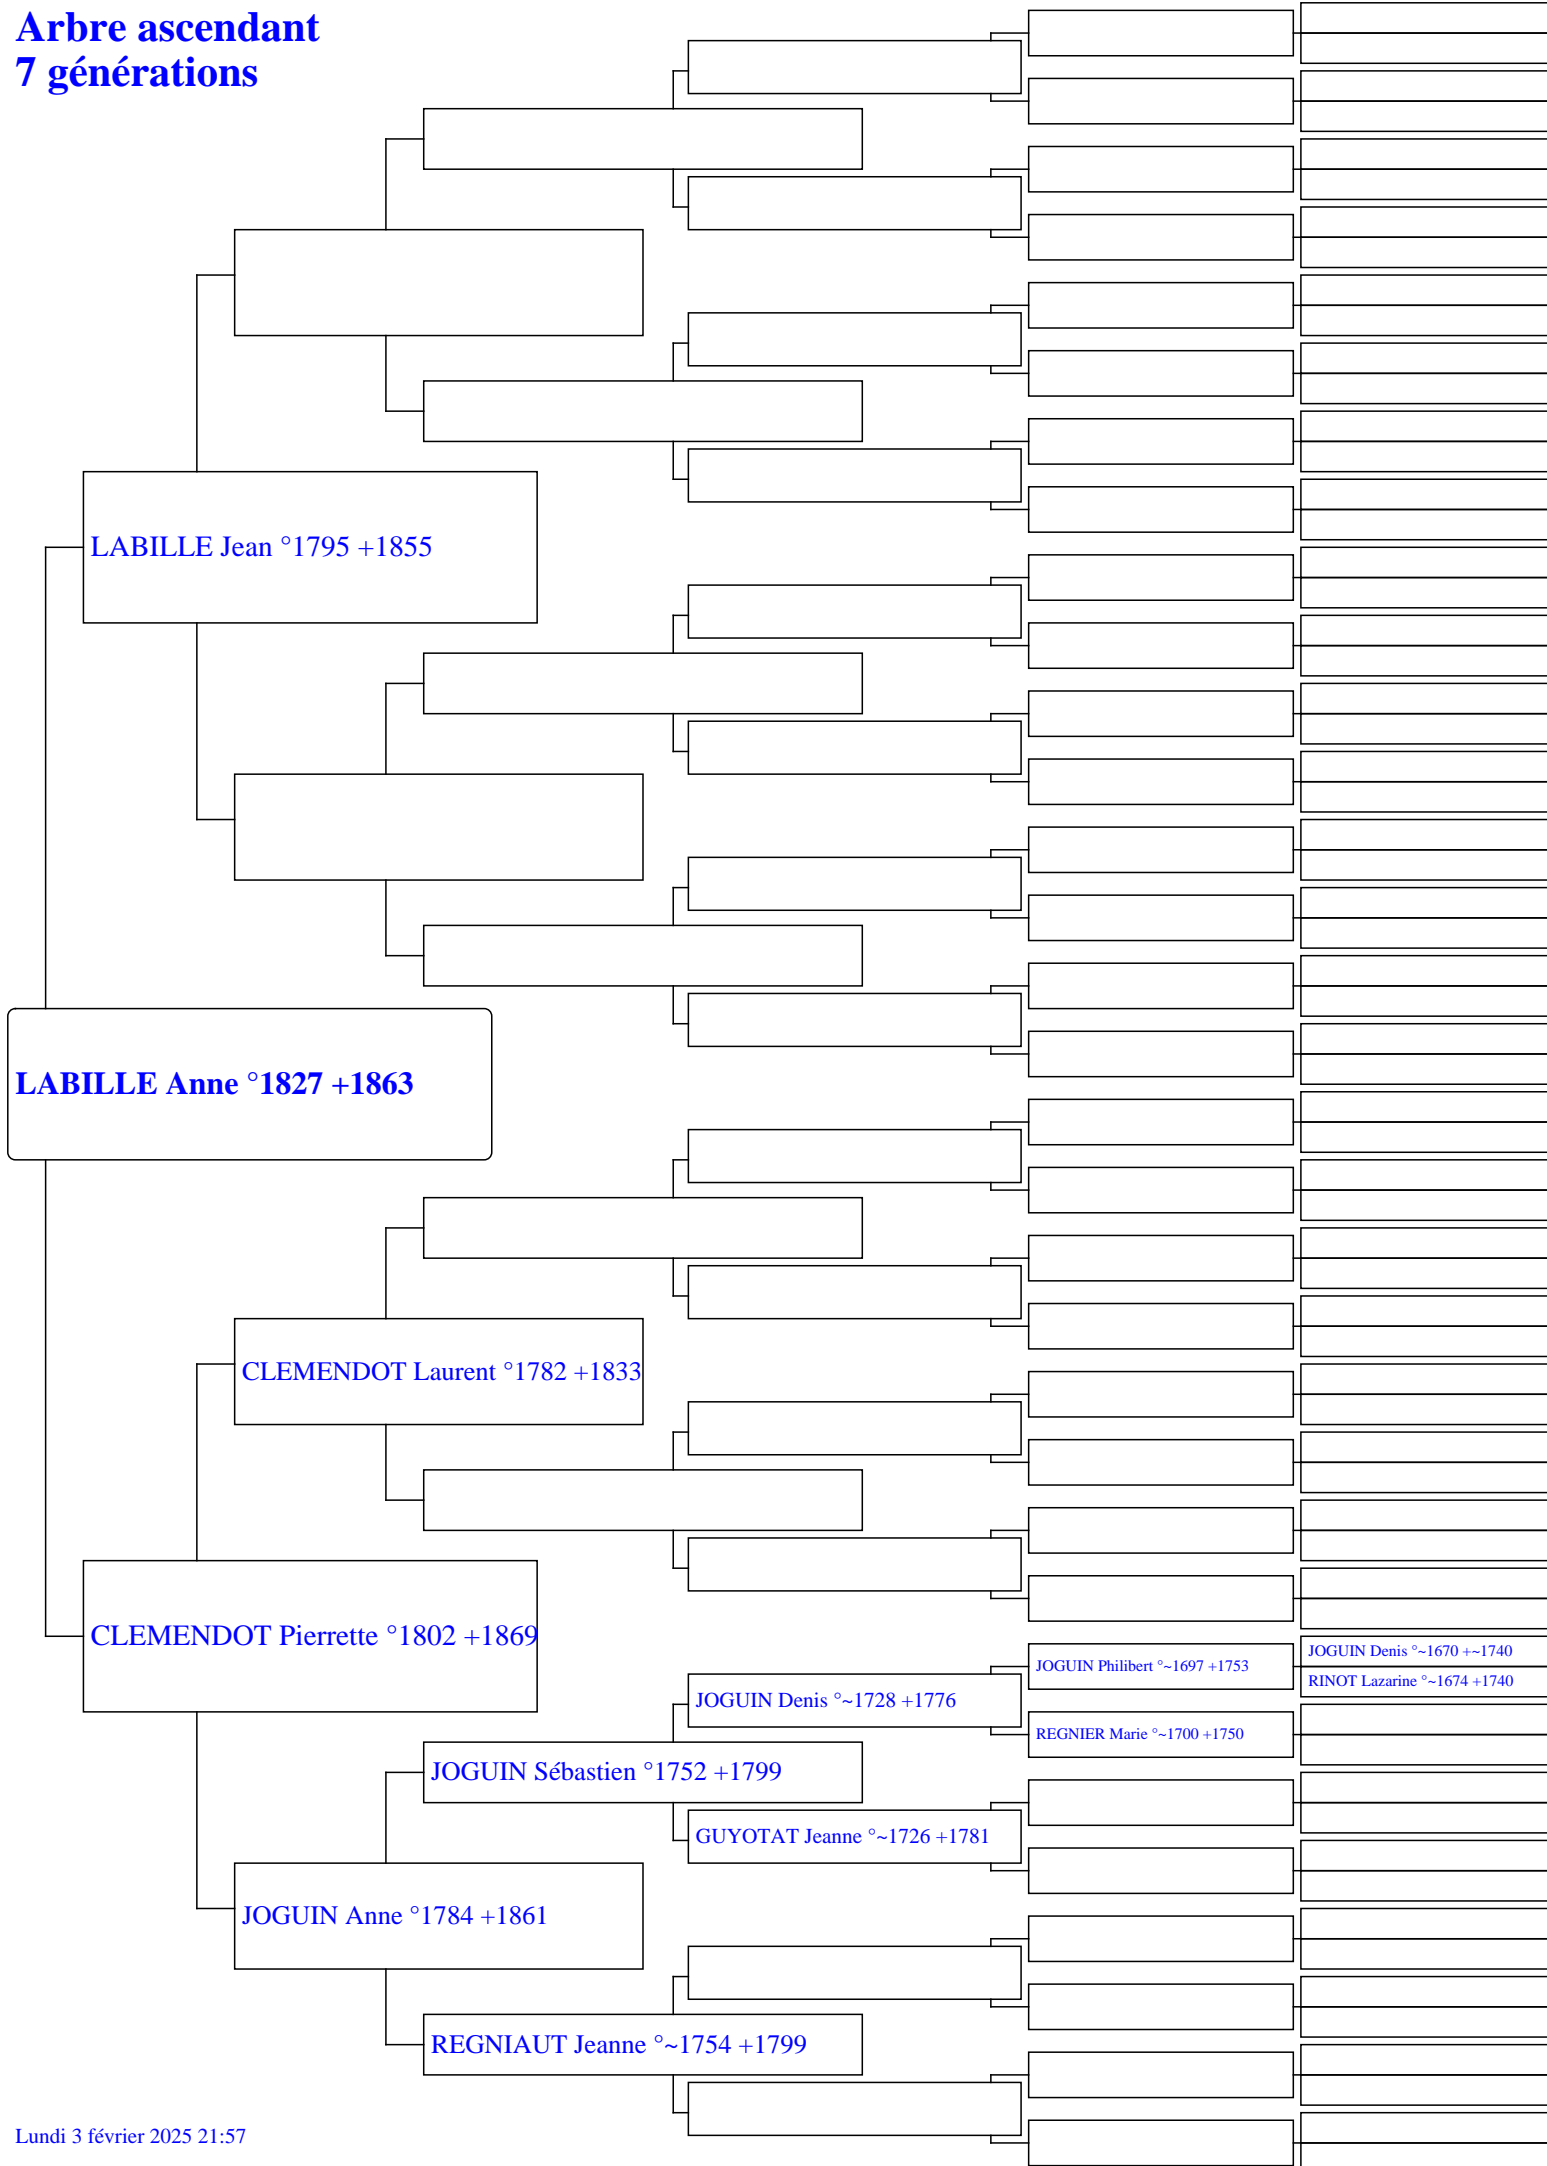 Arbre ascendant
7 générations
LABILLE Jean °1795 +1855
LABILLE Anne °1827 +1863
CLEMENDOT Laurent °1782 +1833
CLEMENDOT Pierrette °1802 +1869
JOGUIN Denis °~1670 +~1740
JOGUIN Philibert °~1697 +1753
RINOT Lazarine °~1674 +1740
JOGUIN Denis °~1728 +1776
REGNIER Marie °~1700 +1750
JOGUIN Sébastien °1752 +1799
GUYOTAT Jeanne °~1726 +1781
JOGUIN Anne °1784 +1861
REGNIAUT Jeanne °~1754 +1799
Lundi 3 février 2025 21:57